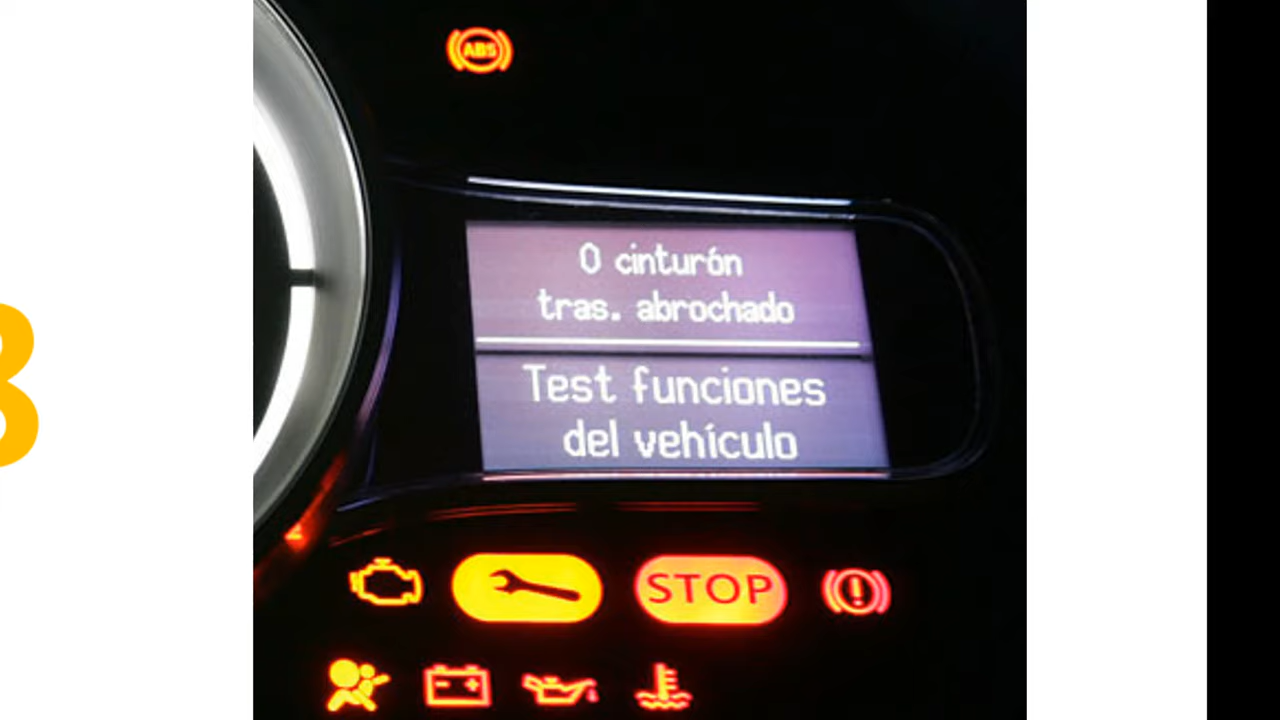 ABS
0 cinturón
tras. abrochado
Test funciones
del vehículo
STOP